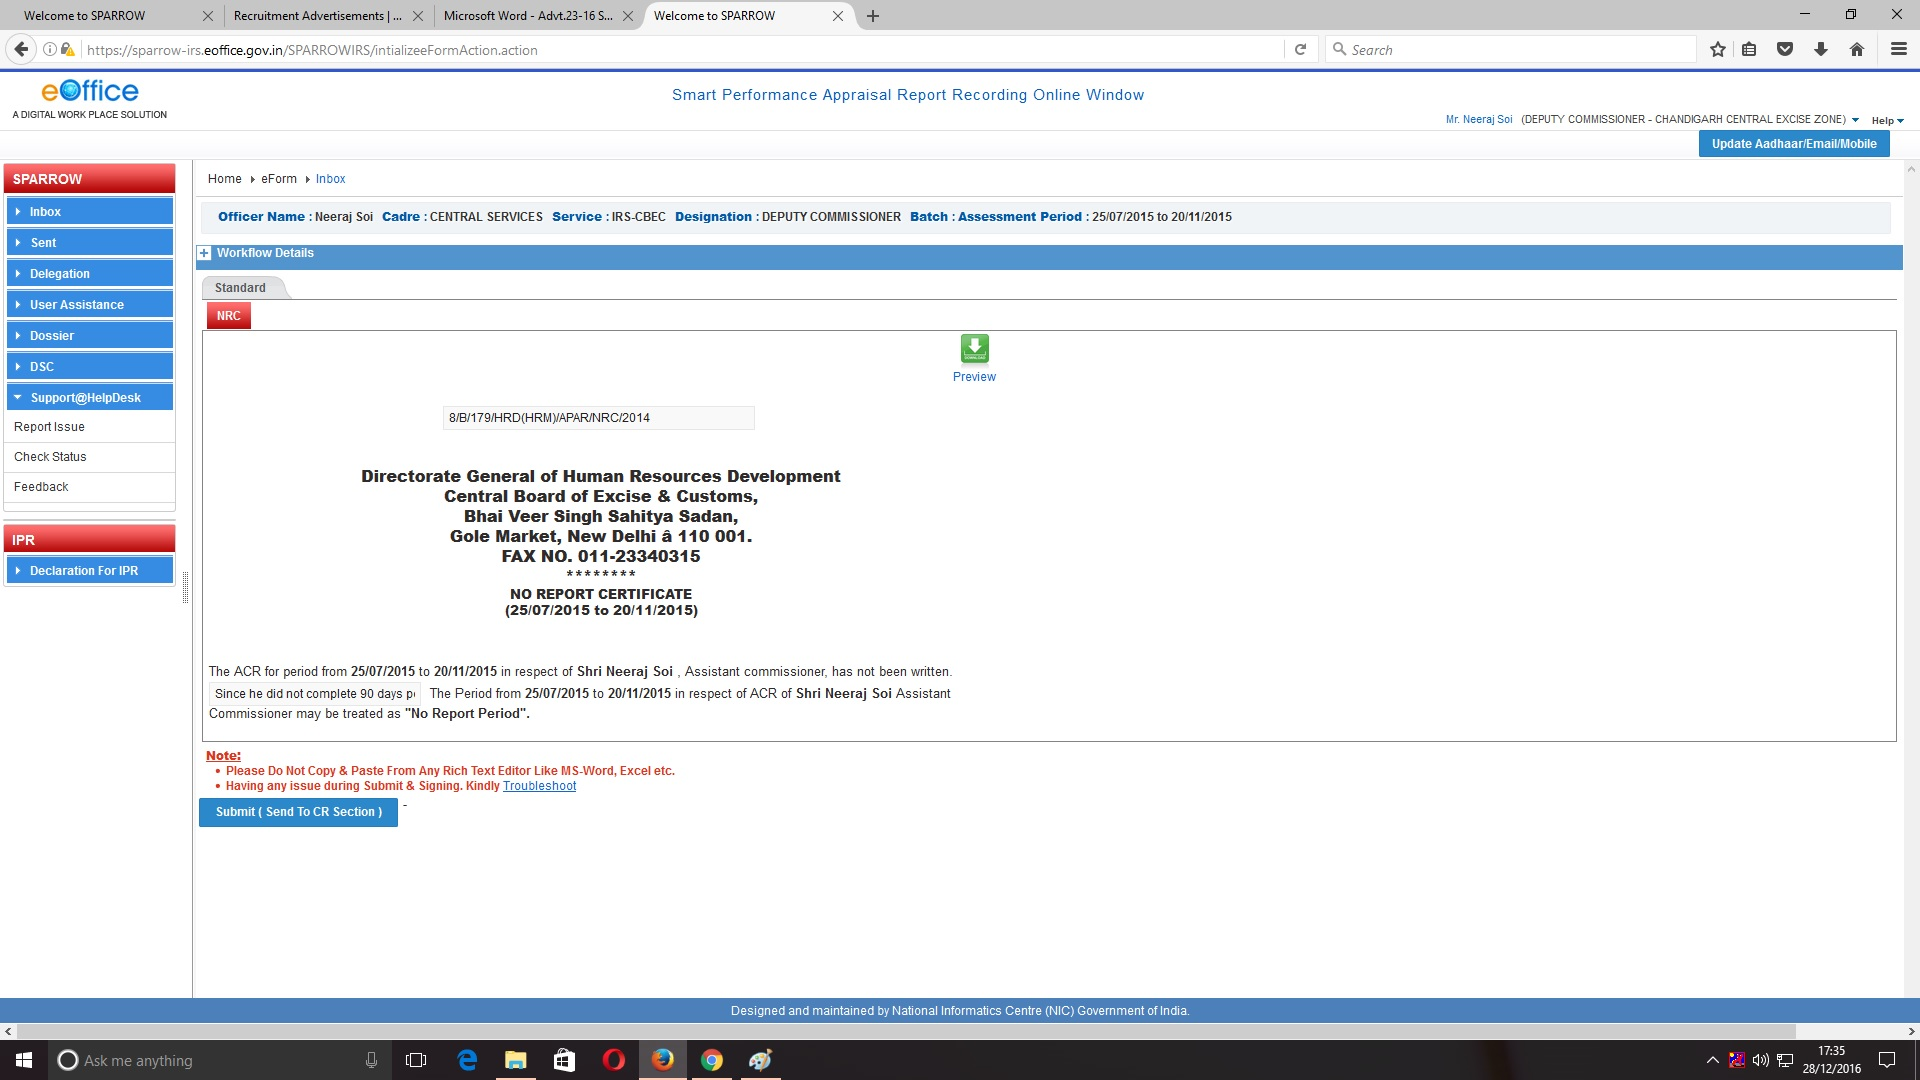 Welcome to SPARROW
Recruitment Advertisements | ...
Microsoft Word - Advt.23-16 S...
Welcome to SPARROW
https://sparrow-irs.eoffice.gov.in/SPARROWIRS/intializeeFormAction.action
Search
eOffice
A DIGITAL WORK PLACE SOLUTION
Smart Performance Appraisal Report Recording Online Window
Mr. Neeraj Soi (DEPUTY COMMISSIONER - CHANDIGARH CENTRAL EXCISE ZONE)
Help
Update Aadhaar/Email/Mobile
SPARROW
Inbox
Sent
Delegation
User Assistance
Dossier
DSC
Support@HelpDesk
Report Issue
Check Status
Feedback
IPR
Declaration For IPR
Home eForm Inbox
Officer Name : Neeraj Soi Cadre : CENTRAL SERVICES Service : IRS-CBEC Designation : DEPUTY COMMISSIONER Batch : Assessment Period : 25/07/2015 to 20/11/2015
Workflow Details
Standard
NRC
DOWNLOAD
Preview
8/B/179/HRD(HRM)/APAR/NRC/2014
Directorate General of Human Resources Development
Central Board of Excise & Customs,
Bhai Veer Singh Sahitya Sadan,
Gole Market, New Delhi â 110 001.
FAX NO. 011-23340315
********
NO REPORT CERTIFICATE
(25/07/2015 to 20/11/2015)
The ACR for period from 25/07/2015 to 20/11/2015 in respect of Shri Neeraj Soi , Assistant commissioner, has not been written.
Since he did not complete 90 days p The Period from 25/07/2015 to 20/11/2015 in respect of ACR of Shri Neeraj Soi Assistant
Commissioner may be treated as "No Report Period".
Note:
• Please Do Not Copy & Paste From Any Rich Text Editor Like MS-Word, Excel etc.
• Having any issue during Submit & Signing. Kindly Troubleshoot
Submit ( Send To CR Section ) -
Designed and maintained by National Informatics Centre (NIC) Government of India.
Ask me anything
17:35
28/12/2016